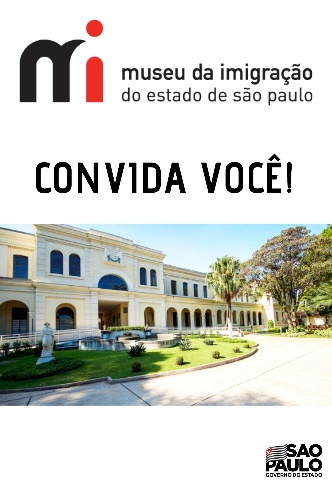 mi
museu da imigração
do estado de são paulo
CONVIDA VOCÊ!
SÃO
PAULO
GOVERNO DO ESTADO